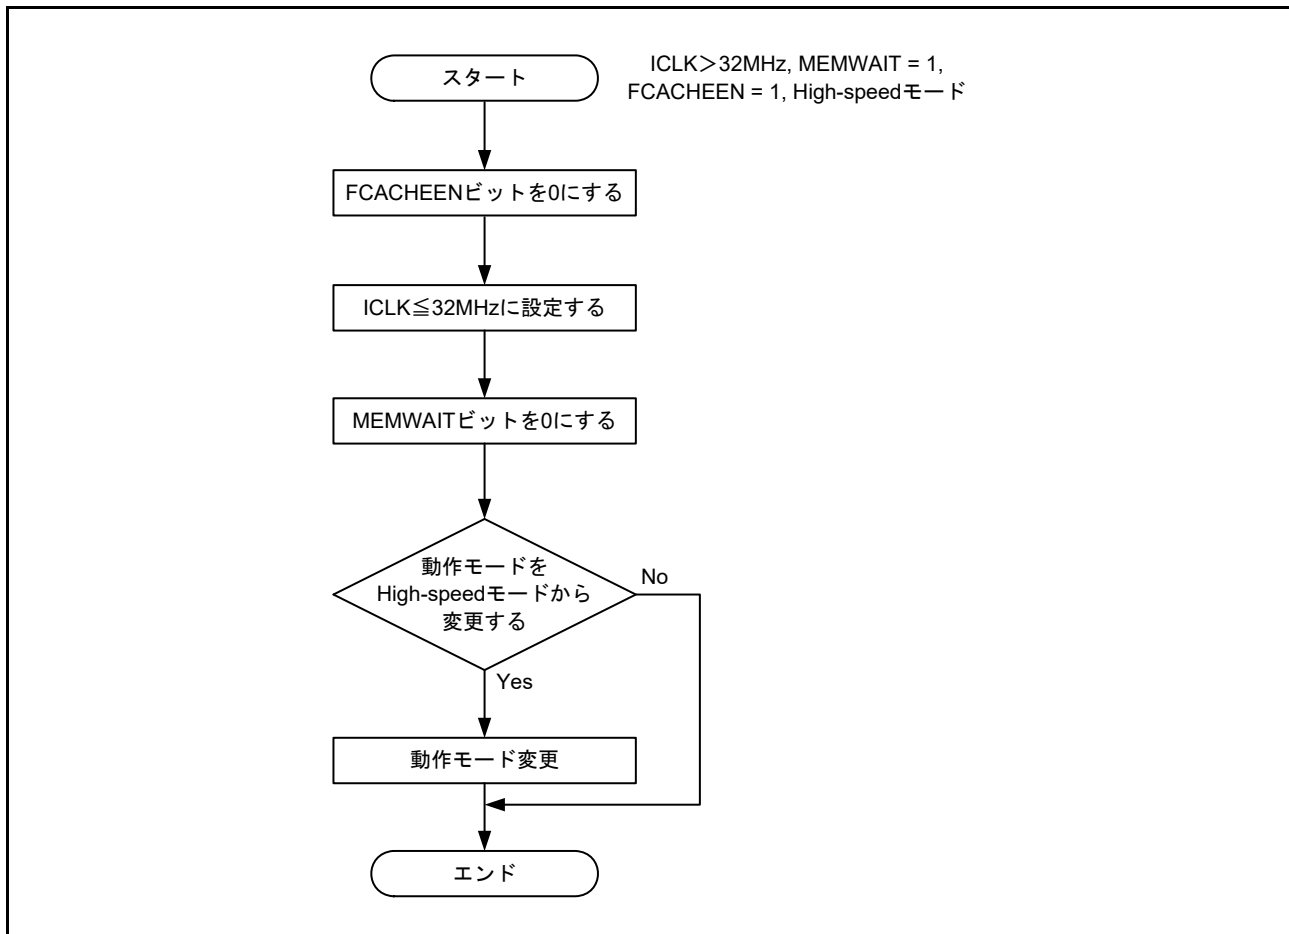 スタート
ICLK>32MHz, MEMWAIT = 1,
FCACHEEN = 1, High-speedモード
FCACHEENビットを0にする
ICLK≦32MHzに設定する
MEMWAITビットを0にする
動作モードを
High-speedモードから
変更する
No
Yes
動作モード変更
エンド